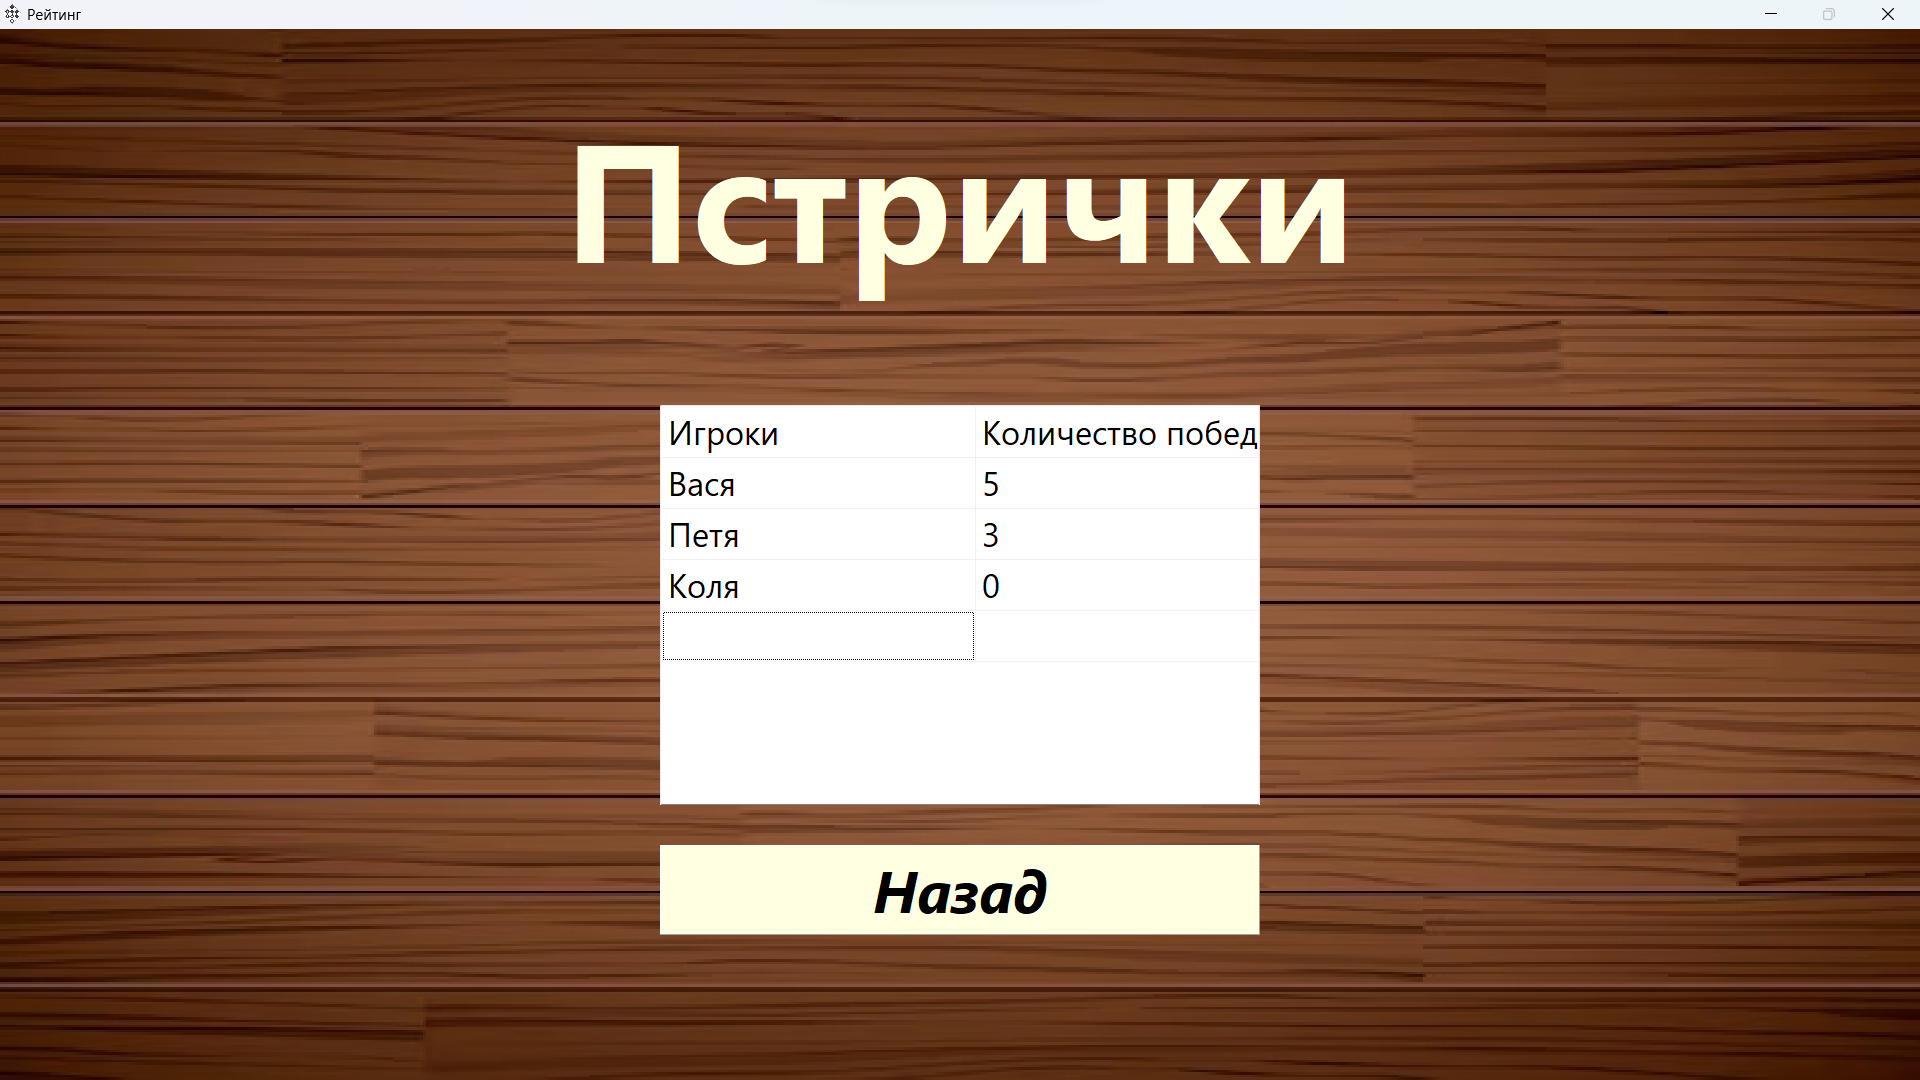 Рейтинг
Пстрички
Игроки Количество побед
Вася 5
Петя 3
Коля 0
Назад